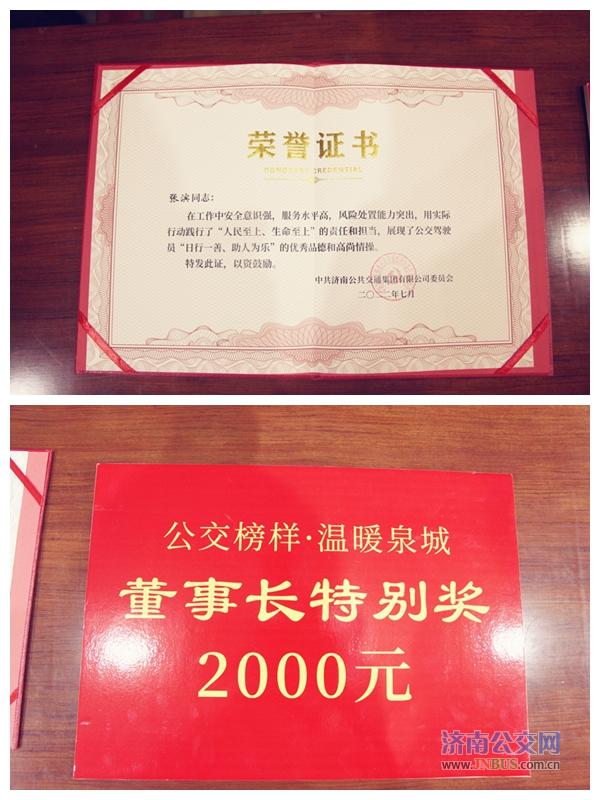 荣誉证书
张滨同志：
在工作中安全意识强，服务水平高，风险处置能力突出，用实际
行动践行了“人民至上、生命至上”的责任和担当，展现了公交驾驶
员“日行一善、助人为乐”的优秀品德和高尚情操。
特发此证，以资鼓励。
中共济南公共交通集团有限公司委员会
二〇二二年七月
公交榜样·温暖泉城
董事长特别奖
2000元
济南公交网
www.JNBUS.com.cn